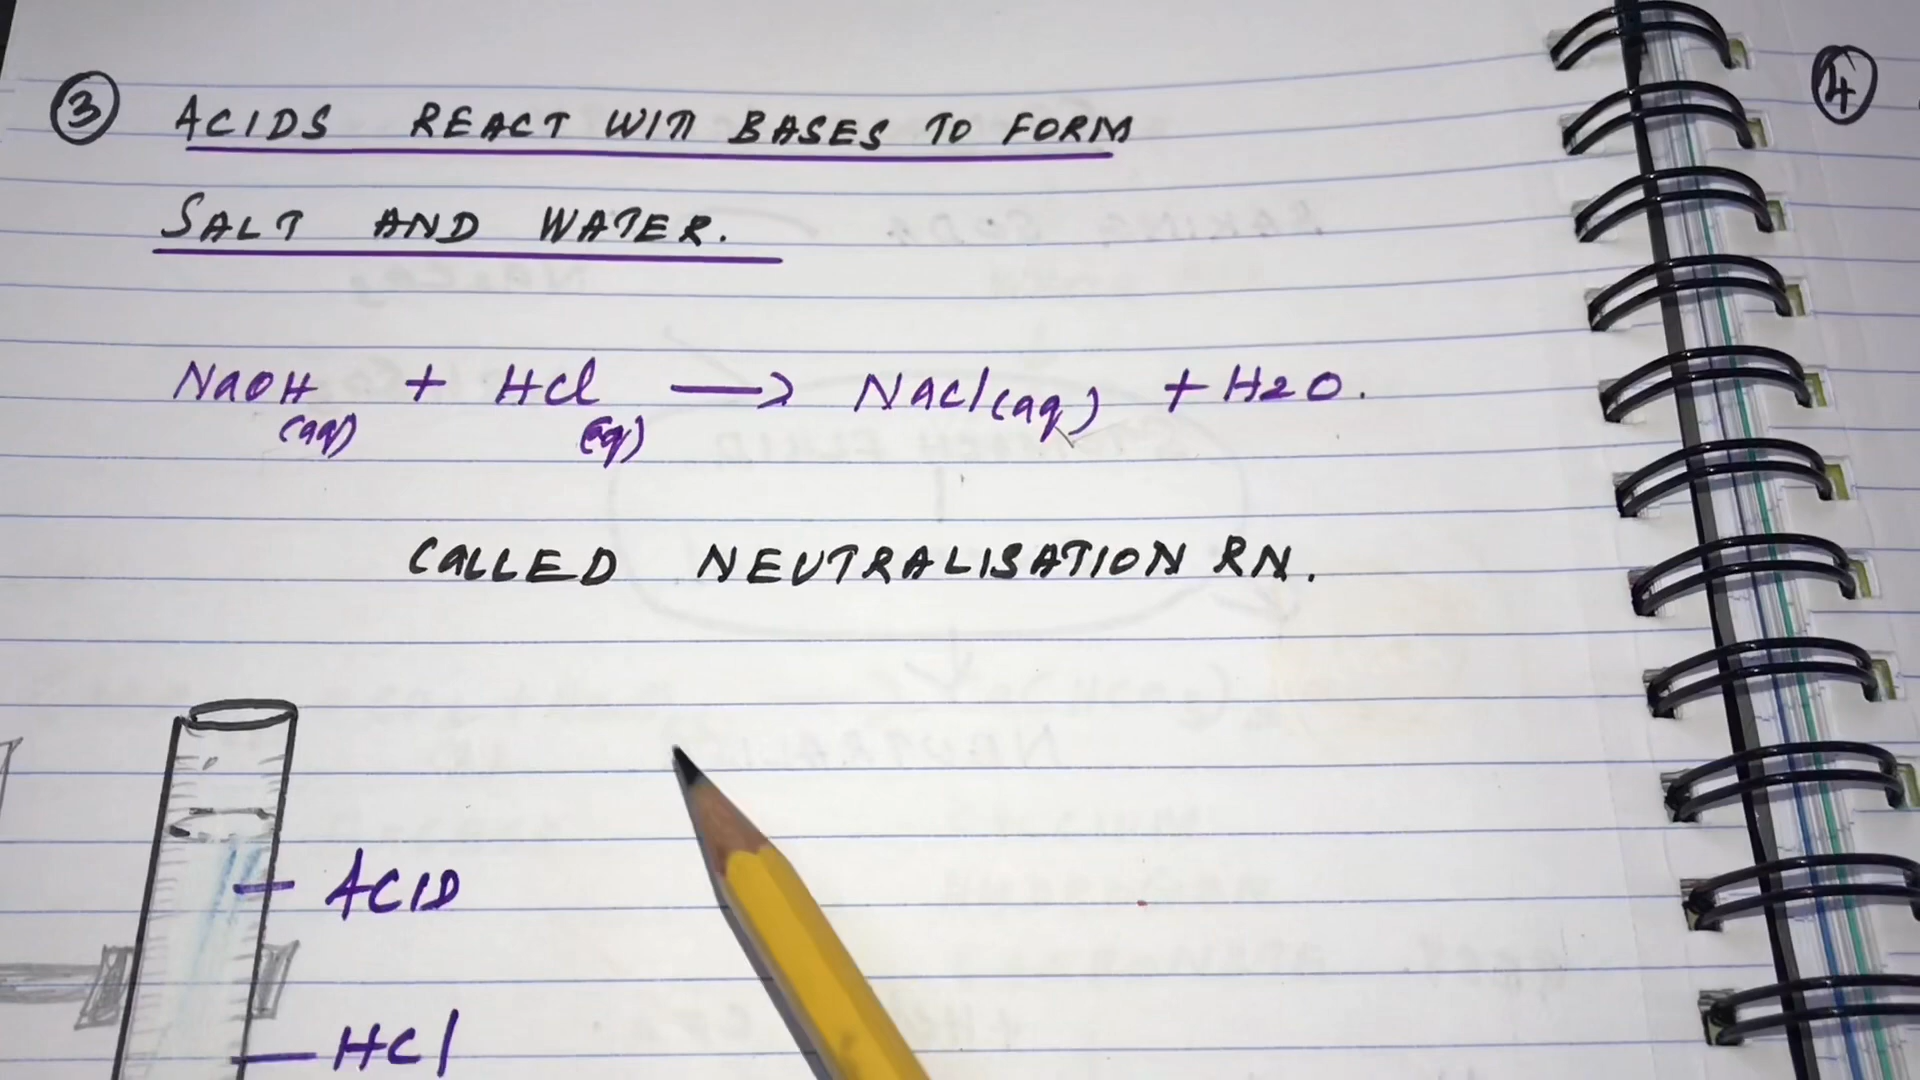 ③ ACIDS REACT WITH BASES TO FORM
SALT AND WATER.
NaOH(aq) + HCl(aq) → NaCl(aq) + H2O.
CALLED NEUTRALISATION RN.
ACID
HCl
④